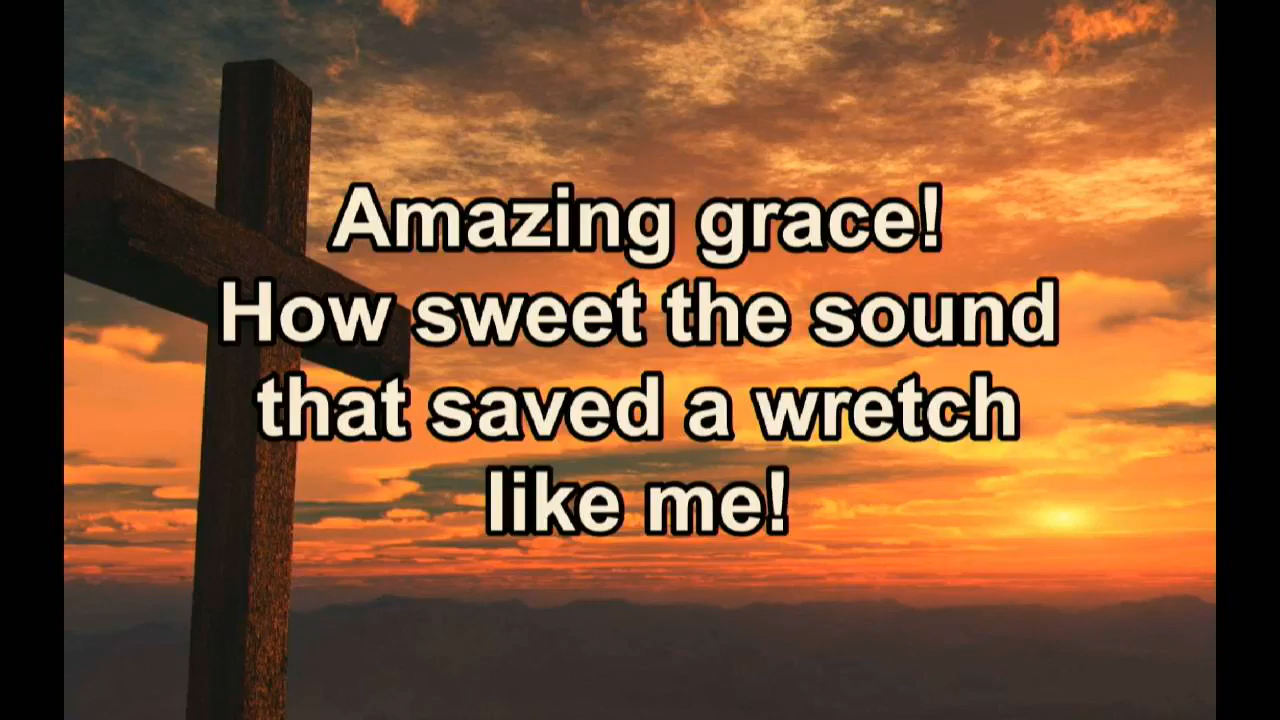 Amazing grace!
How sweet the sound
that saved a wretch
like me!